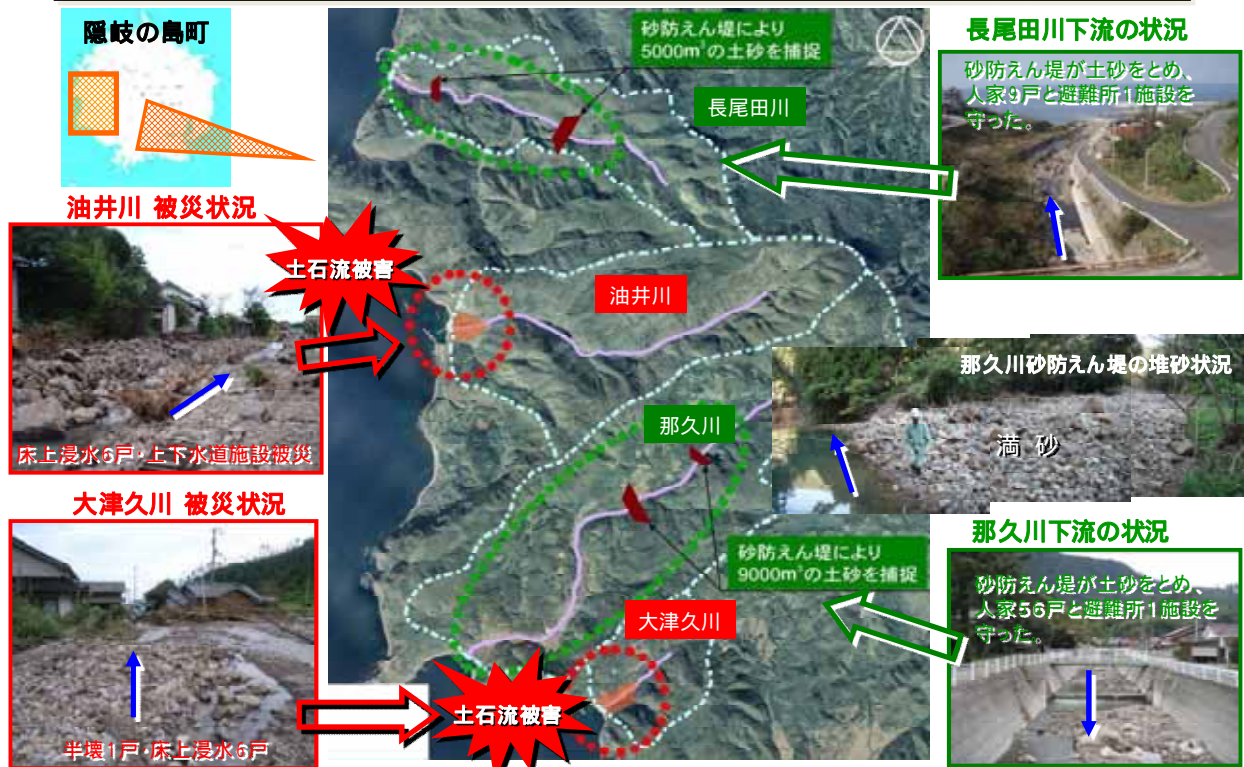 隠岐の島町
砂防えん堤により
5000m³の土砂を捕捉
長尾田川
長尾田川下流の状況
砂防えん堤が土砂をとめ、
人家9戸と避難所1施設を
守った。
油井川 被災状況
土石流被害
床上浸水6戸・上下水道施設被災
油井川
那久川砂防えん堤の堆砂状況
満 砂
那久川
大津久川 被災状況
半壊1戸・床上浸水6戸
砂防えん堤により
9000m³の土砂を捕捉
大津久川
土石流被害
那久川下流の状況
砂防えん堤が土砂をとめ、
人家56戸と避難所1施設を
守った。